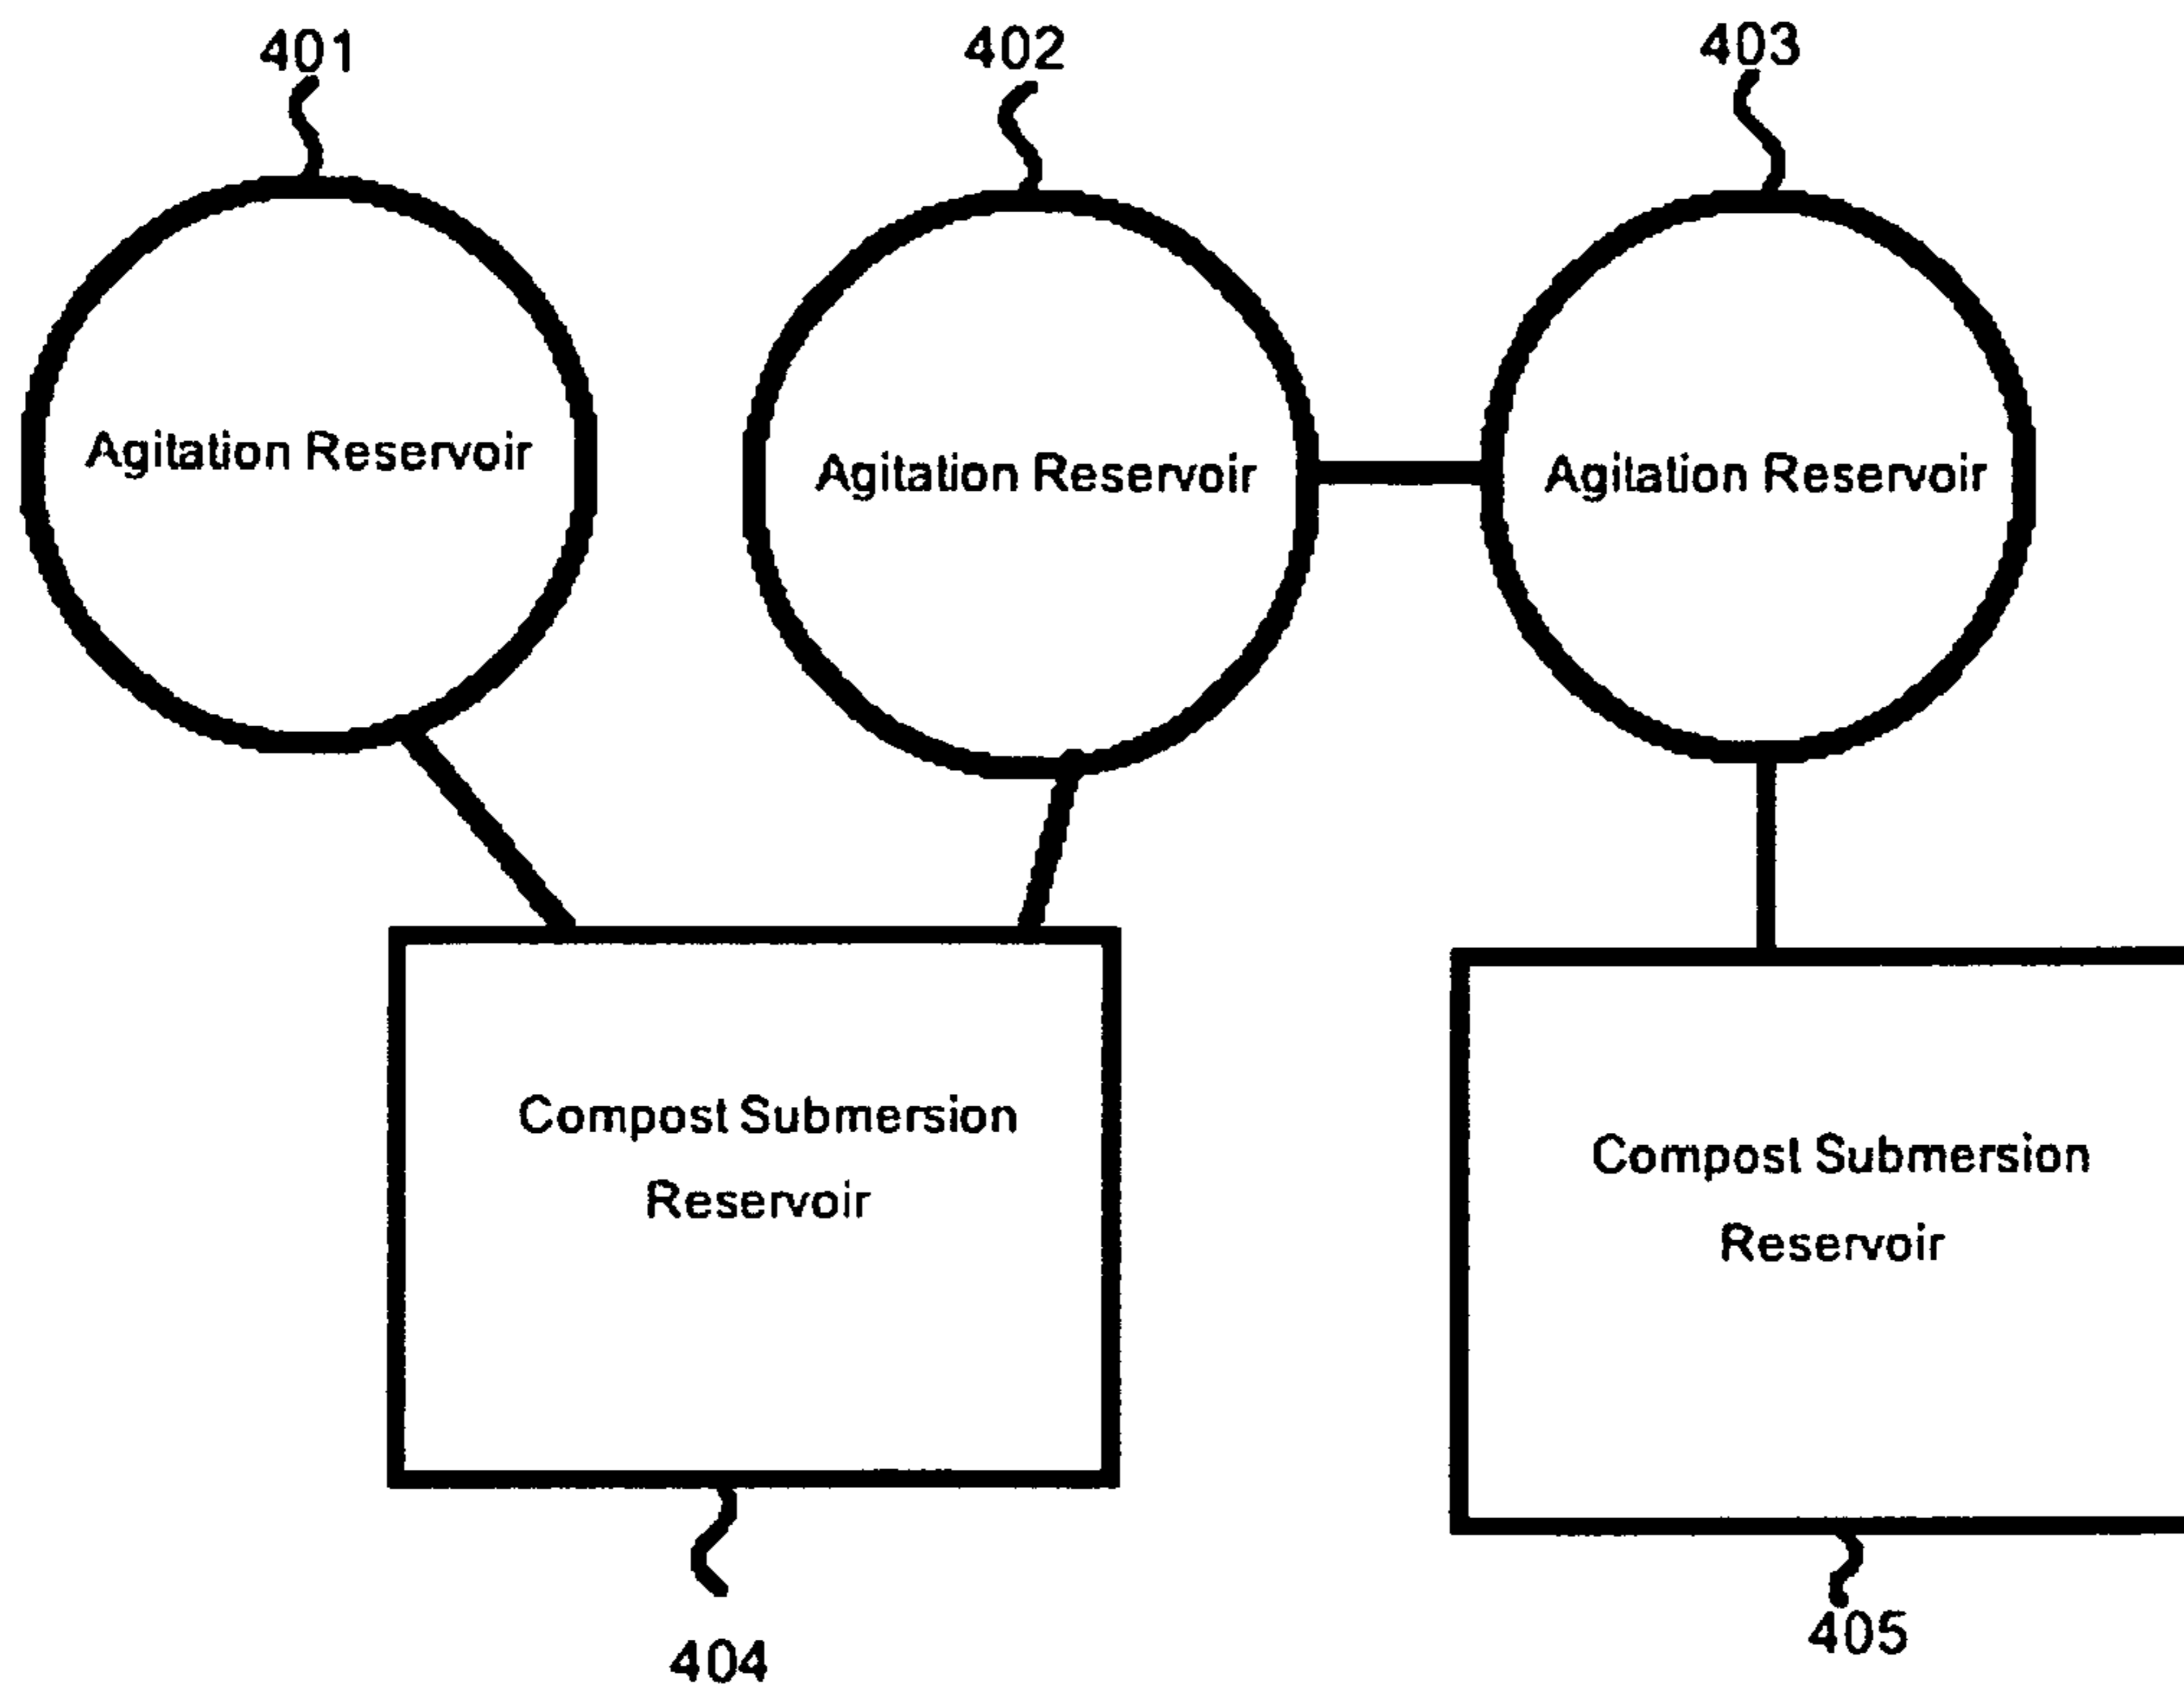 401
402
403
Agitation Reservoir
Agitation Reservoir
Agitation Reservoir
Compost Submersion
Reservoir
Compost Submersion
Reservoir
404
405